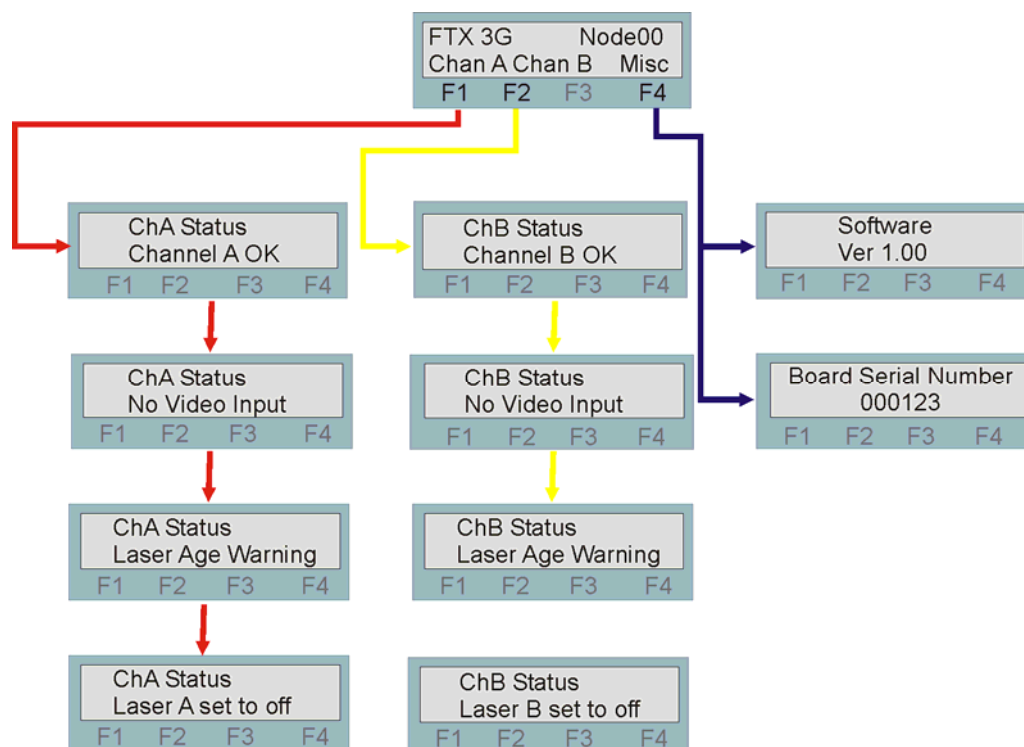 FTX 3G Node00
Chan A Chan B Misc
F1 F2 F3 F4
ChA Status
Channel A OK
F1 F2 F3 F4
ChB Status
Channel B OK
F1 F2 F3 F4
Software
Ver 1.00
F1 F2 F3 F4
ChA Status
No Video Input
F1 F2 F3 F4
ChB Status
No Video Input
F1 F2 F3 F4
Board Serial Number
000123
F1 F2 F3 F4
ChA Status
Laser Age Warning
F1 F2 F3 F4
ChB Status
Laser Age Warning
F1 F2 F3 F4
ChA Status
Laser A set to off
F1 F2 F3 F4
ChB Status
Laser B set to off
F1 F2 F3 F4